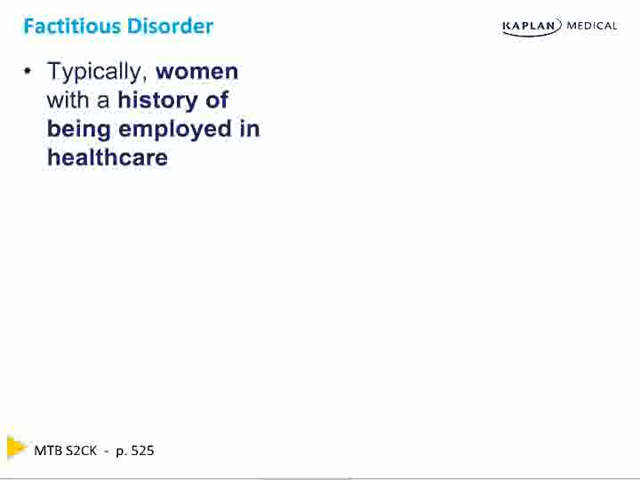 Factitious Disorder
KAPLAN MEDICAL
• Typically, women
with a history of
being employed in
healthcare
MTB S2CK - p. 525